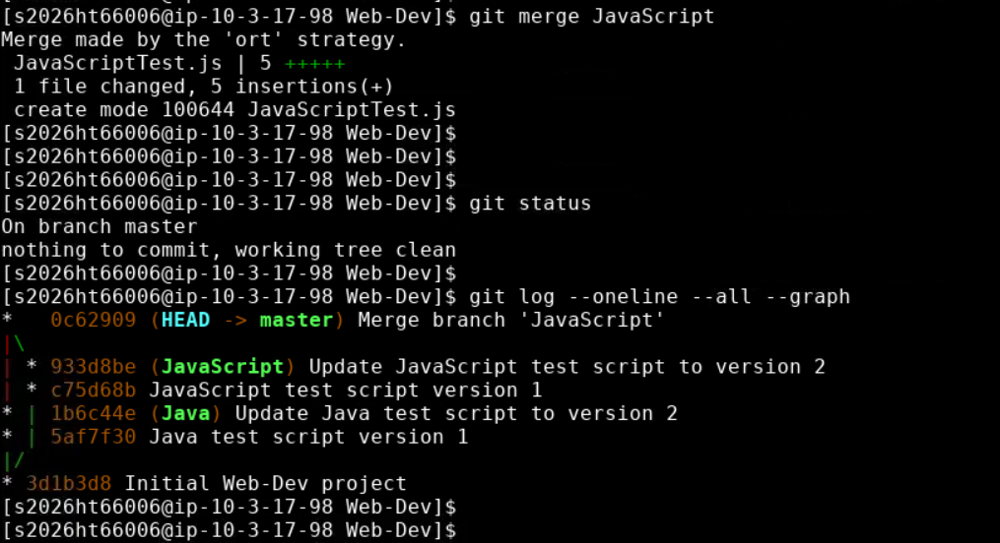 [s2026ht66006@ip-10-3-17-98 Web-Dev]$ git merge JavaScript
Merge made by the 'ort' strategy.
 JavaScriptTest.js | 5 +++++
 1 file changed, 5 insertions(+)
 create mode 100644 JavaScriptTest.js
[s2026ht66006@ip-10-3-17-98 Web-Dev]$
[s2026ht66006@ip-10-3-17-98 Web-Dev]$
[s2026ht66006@ip-10-3-17-98 Web-Dev]$
[s2026ht66006@ip-10-3-17-98 Web-Dev]$ git status
On branch master
nothing to commit, working tree clean
[s2026ht66006@ip-10-3-17-98 Web-Dev]$
[s2026ht66006@ip-10-3-17-98 Web-Dev]$ git log --oneline --all --graph
*   0c62909 (HEAD -> master) Merge branch 'JavaScript'
|\
| * 933d8be (JavaScript) Update JavaScript test script to version 2
| * c75d68b JavaScript test script version 1
* | 1b6c44e (Java) Update Java test script to version 2
* | 5af7f30 Java test script version 1
|/
* 3d1b3d8 Initial Web-Dev project
[s2026ht66006@ip-10-3-17-98 Web-Dev]$
[s2026ht66006@ip-10-3-17-98 Web-Dev]$